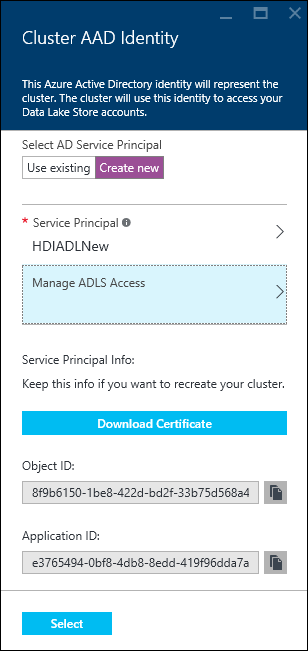 Cluster AAD Identity
This Azure Active Directory identity will represent the
cluster. The cluster will use this identity to access your
Data Lake Store accounts.
Select AD Service Principal
Use existing Create new
* Service Principal
HDIADLNew
Manage ADLS Access
Service Principal Info:
Keep this info if you want to recreate your cluster.
Download Certificate
Object ID:
8f9b6150-1be8-422d-bd2f-33b75d568a4
Application ID:
e3765494-0bf8-4db8-8edd-419f96dda7a
Select